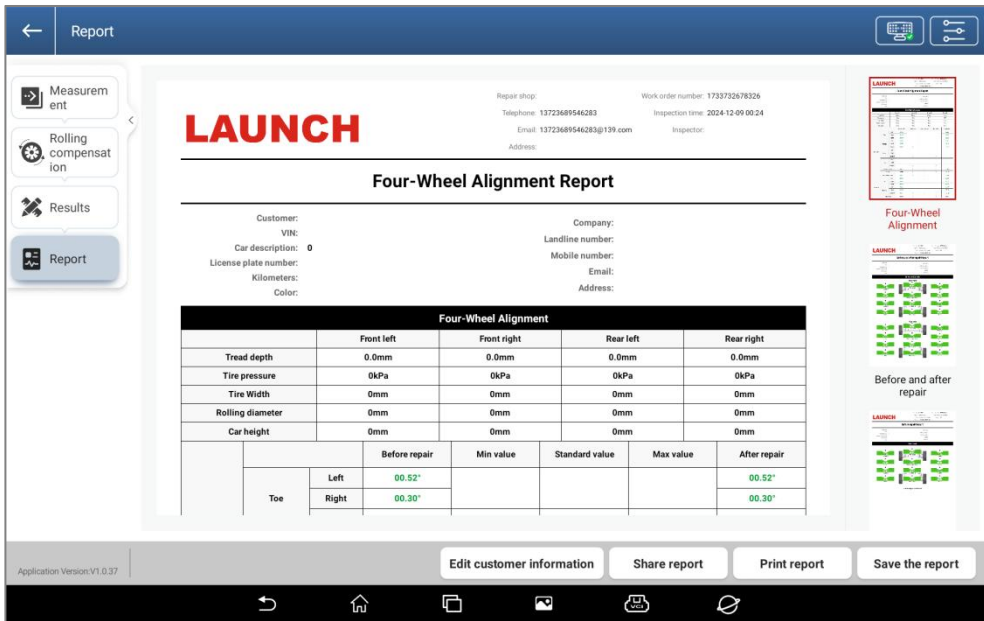 Report
Measurem
ent
Rolling
compensat
ion
Results
Report
LAUNCH
Repair shop:
Telephone: 13723689546283
Email: 13723689546283@139.com
Address:
Work order number: 1733732678326
Inspection time: 2024-12-09 00:24
Inspector:
Four-Wheel Alignment Report
Customer:
VIN:
Car description: 0
License plate number:
Kilometers:
Color:
Company:
Landline number:
Mobile number:
Email:
Address:
Four-Wheel Alignment
Front left Front right Rear left Rear right
Tread depth 0.0mm 0.0mm 0.0mm 0.0mm
Tire pressure 0kPa 0kPa 0kPa 0kPa
Tire Width 0mm 0mm 0mm 0mm
Rolling diameter 0mm 0mm 0mm 0mm
Car height 0mm 0mm 0mm 0mm
Before repair Min value Standard value Max value After repair
Toe
Left 00.52° 00.52°
Right 00.30° 00.30°
LAUNCH
Four-Wheel
Alignment
LAUNCH
Before and after
repair
LAUNCH
Application Version:V1.0.37
Edit customer information
Share report
Print report
Save the report
VCI